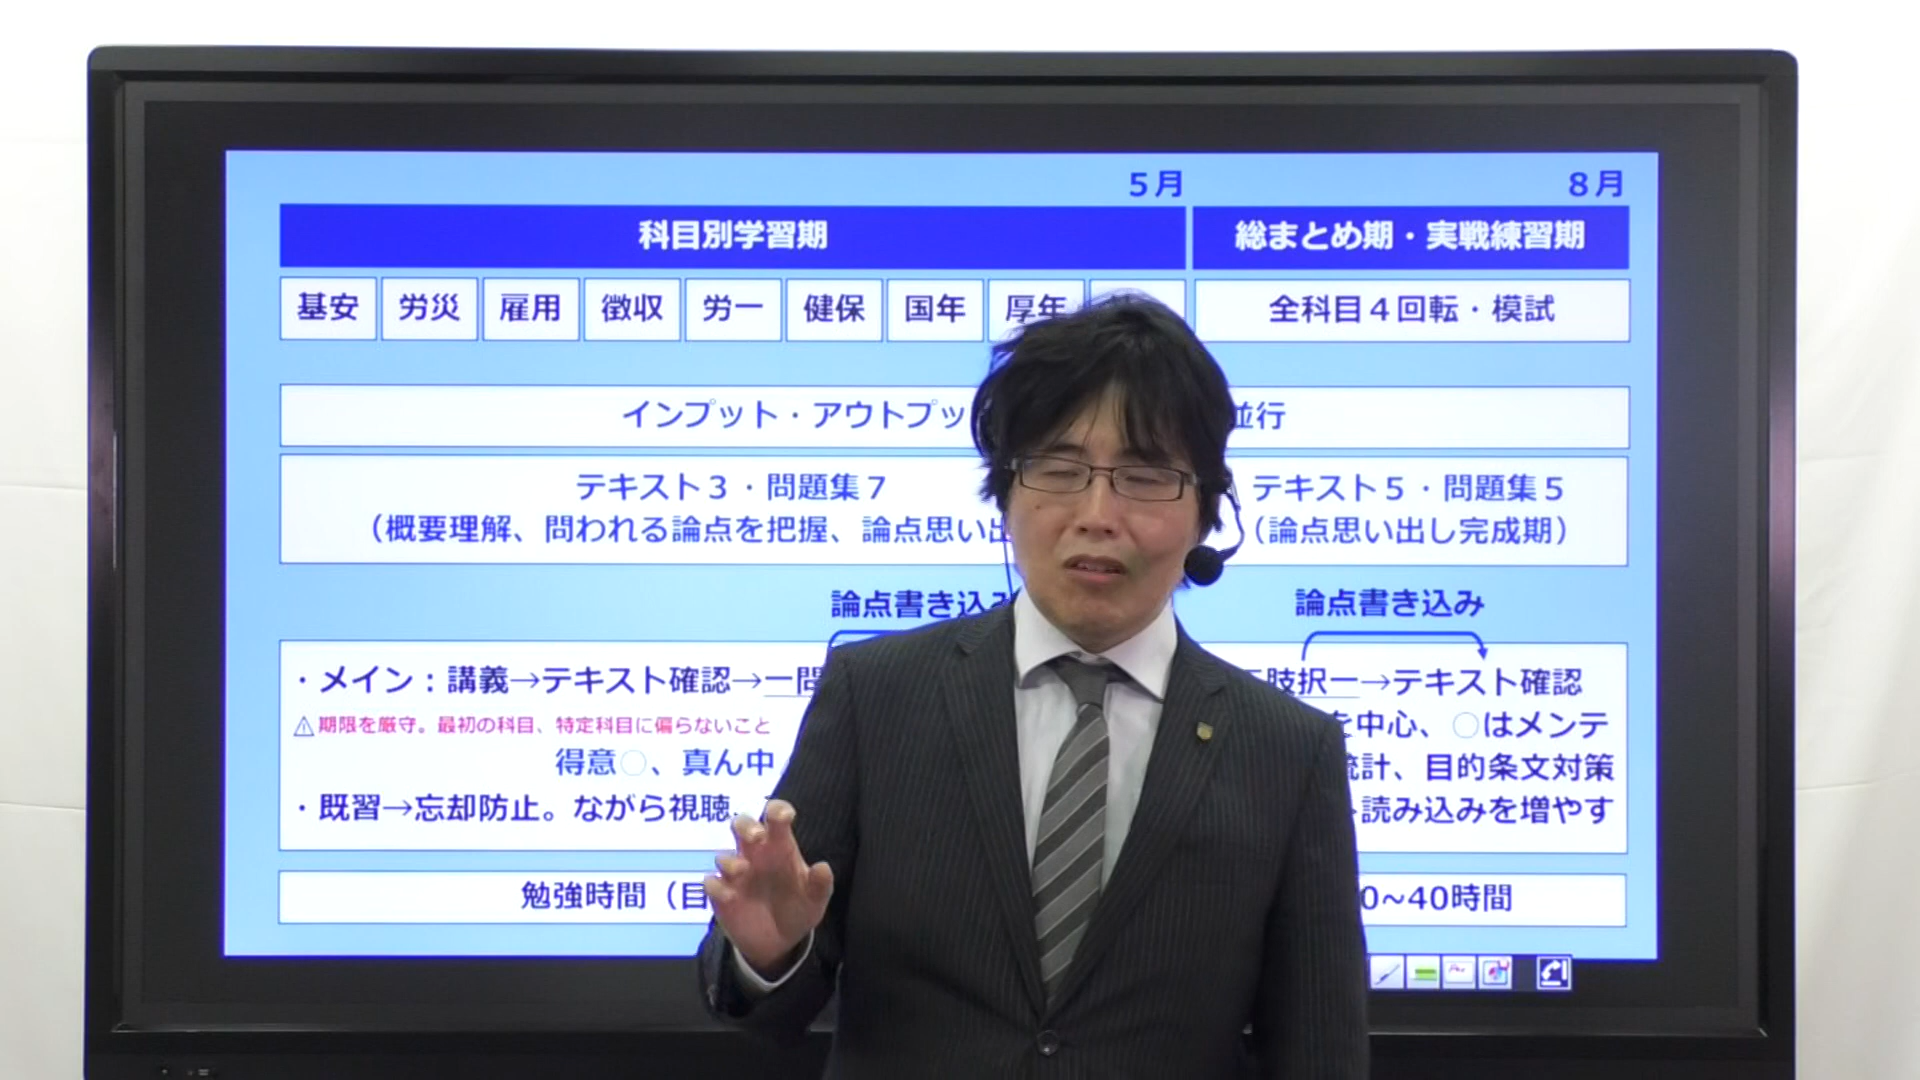 5月
8月
科目別学習期
総まとめ期・実戦練習期
基安
労災
雇用
徴収
労一
健保
国年
厚年
全科目4回転・模試
インプット・アウトプッ
並行
テキスト3・問題集7
(概要理解、問われる論点を把握、論点思い出
テキスト5・問題集5
(論点思い出し完成期)
論点書き込み
論点書き込み
・メイン：講義→テキスト確認→一問
⚠期限を厳守。最初の科目、特定科目に偏らないこと
得意○、真ん中
・既習→忘却防止。ながら視聴、
肢択一→テキスト確認
を中心、○はメンテ
統計、目的条文対策
読み込みを増やす
勉強時間（目
0~40時間